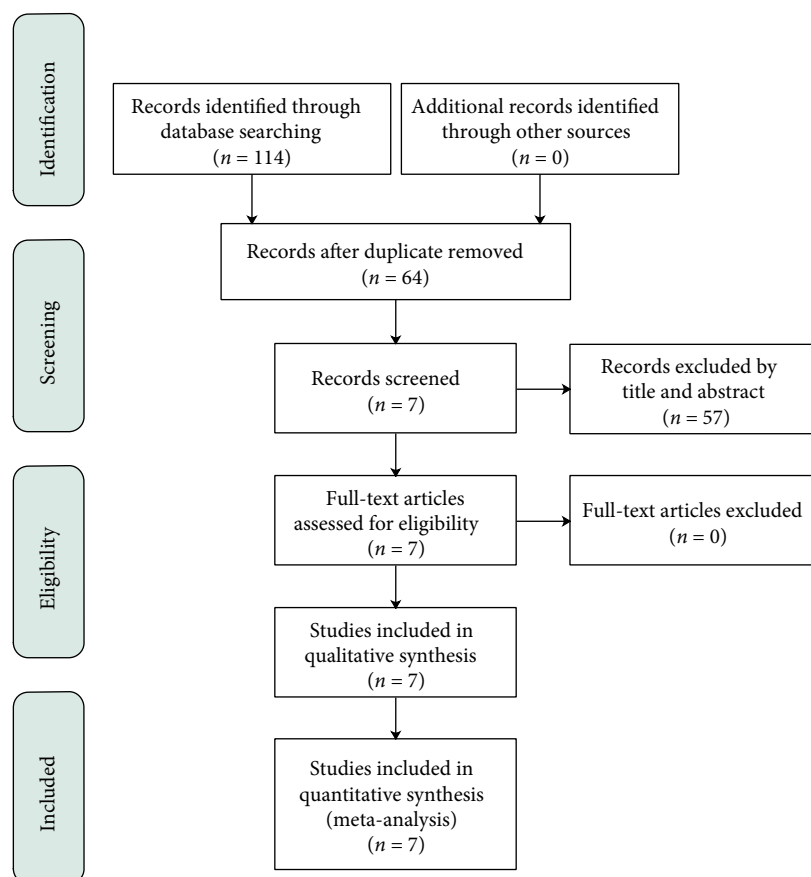 Identification
Records identified through
database searching
(n = 114)
Additional records identified
through other sources
(n = 0)
Records after duplicate removed
(n = 64)
Screening
Records screened
(n = 7)
Records excluded by
title and abstract
(n = 57)
Eligibility
Full-text articles
assessed for eligibility
(n = 7)
Full-text articles excluded
(n = 0)
Studies included in
qualitative synthesis
(n = 7)
Included
Studies included in
quantitative synthesis
(meta-analysis)
(n = 7)